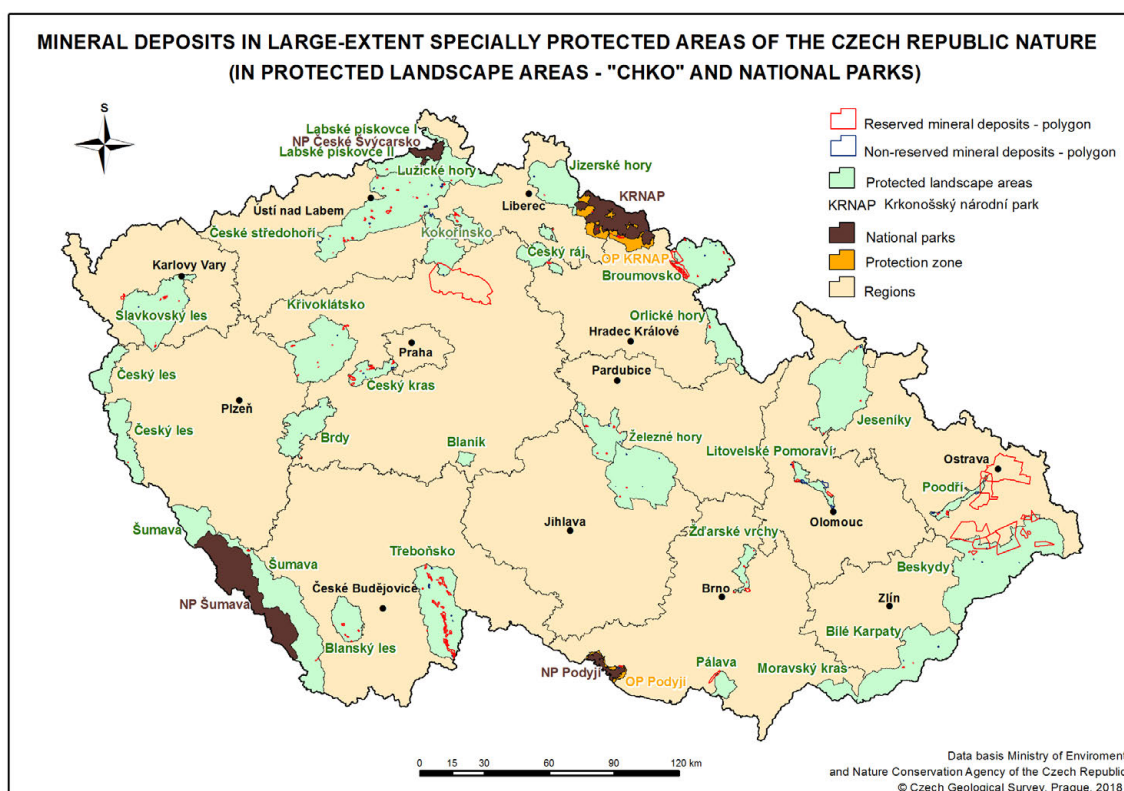 MINERAL DEPOSITS IN LARGE-EXTENT SPECIALLY PROTECTED AREAS OF THE CZECH REPUBLIC NATURE
(IN PROTECTED LANDSCAPE AREAS - "CHKO" AND NATIONAL PARKS)
S
Reserved mineral deposits - polygon
Non-reserved mineral deposits - polygon
Protected landscape areas
KRNAP Krkonošský národní park
National parks
Protection zone
Regions
Labské pískovce I
NP České Švýcarsko
Labské pískovce II
Lužické hory
Jizerské hory
Ústí nad Labem
Liberec
KRNAP
České středohoří
Kokořínsko
Český ráj
OP KRNAP
Broumovsko
Karlovy Vary
Slavkovský les
Křivoklátsko
Orlické hory
Hradec Králové
Praha
Český les
Český kras
Pardubice
Plzeň
Jeseníky
Český les
Brdy
Blaník
Železné hory
Litovelské Pomoraví
Ostrava
Poodří
Olomouc
Jihlava
Žďárské vrchy
Šumava
Třeboňsko
Šumava
Beskydy
České Budějovice
Brno
Zlín
NP Šumava
Blanský les
Bílé Karpaty
NP Podyjí
OP Podyjí
Pálava
Moravský kras
0 15 30 60 90 120 km
Data basis Ministry of Enviroment
and Nature Conservation Agency of the Czech Republic
© Czech Geological Survey, Prague, 2018